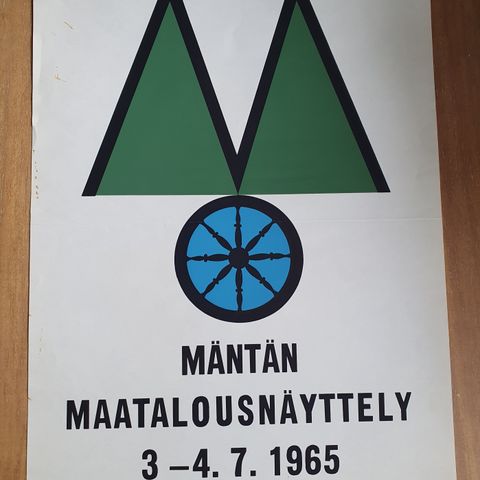 MÄNTÄN
MAATALOUSNÄYTTELY
3 –4. 7. 1965